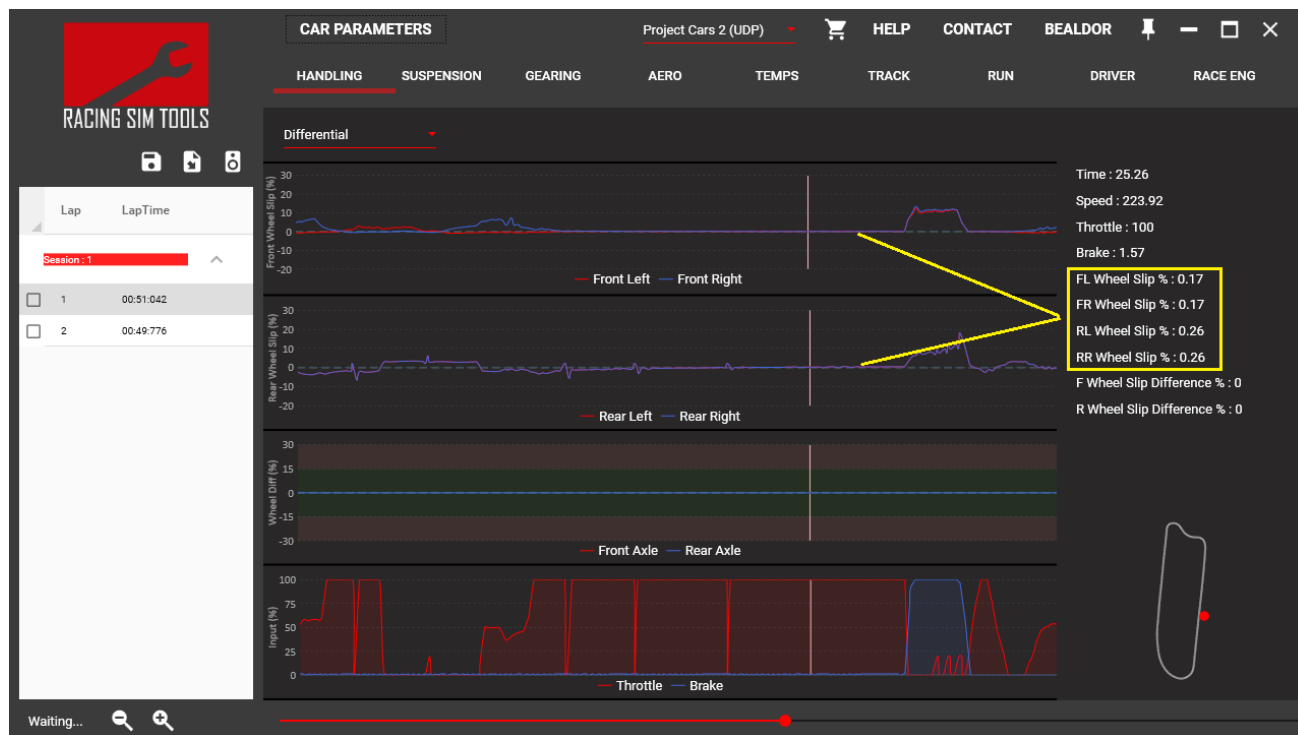 CAR PARAMETERS
Project Cars 2 (UDP)
HELP
CONTACT
BEALDOR
HANDLING
SUSPENSION
GEARING
AERO
TEMPS
TRACK
RUN
DRIVER
RACE ENG
RACING SIM TOOLS
Lap LapTime
Session : 1
1 00:51:042
2 00:49:776
Differential
Front Wheel Slip (%)
30
20
10
0
-10
-20
Front Left Front Right
Rear Wheel Slip (%)
30
20
10
0
-10
-20
Rear Left Rear Right
Wheel Diff (%)
30
15
0
-15
-30
Front Axle Rear Axle
Input (%)
100
75
50
25
0
Throttle Brake
Time : 25.26
Speed : 223.92
Throttle : 100
Brake : 1.57
FL Wheel Slip % : 0.17
FR Wheel Slip % : 0.17
RL Wheel Slip % : 0.26
RR Wheel Slip % : 0.26
F Wheel Slip Difference % : 0
R Wheel Slip Difference % : 0
Waiting...